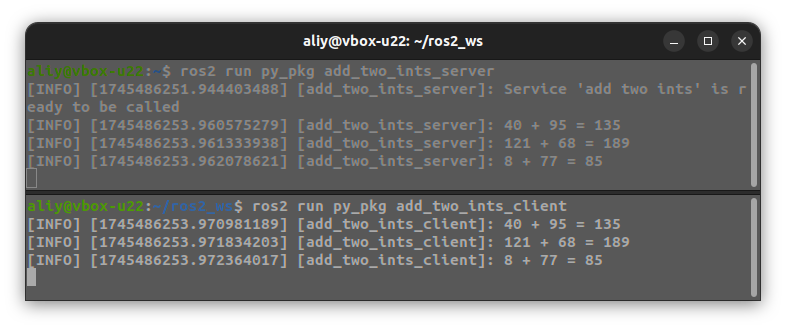 aliy@vbox-u22: ~/ros2_ws
aliy@vbox-u22:~$ ros2 run py_pkg add_two_ints_server
[INFO] [1745486251.944403488] [add_two_ints_server]: Service 'add two ints' is r
eady to be called
[INFO] [1745486253.960575279] [add_two_ints_server]: 40 + 95 = 135
[INFO] [1745486253.961333938] [add_two_ints_server]: 121 + 68 = 189
[INFO] [1745486253.962078621] [add_two_ints_server]: 8 + 77 = 85
aliy@vbox-u22:~/ros2_ws$ ros2 run py_pkg add_two_ints_client
[INFO] [1745486253.970981189] [add_two_ints_client]: 40 + 95 = 135
[INFO] [1745486253.971834203] [add_two_ints_client]: 121 + 68 = 189
[INFO] [1745486253.972364017] [add_two_ints_client]: 8 + 77 = 85